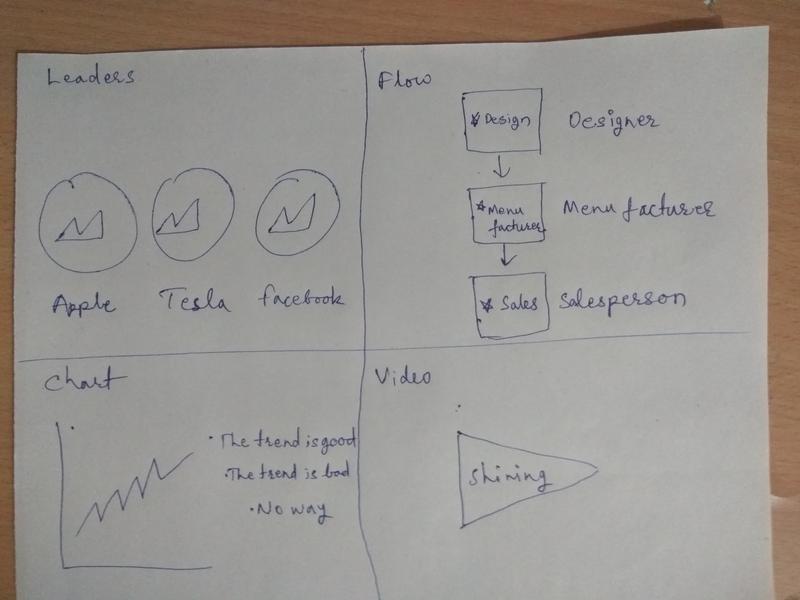 Leaders
Apple
Tesla
facebook
Flow
Design
Designer
Menu
facturer
Menu facturer
Sales
Salesperson
Chart
The trend is good
The trend is bad
No way
Video
Shining